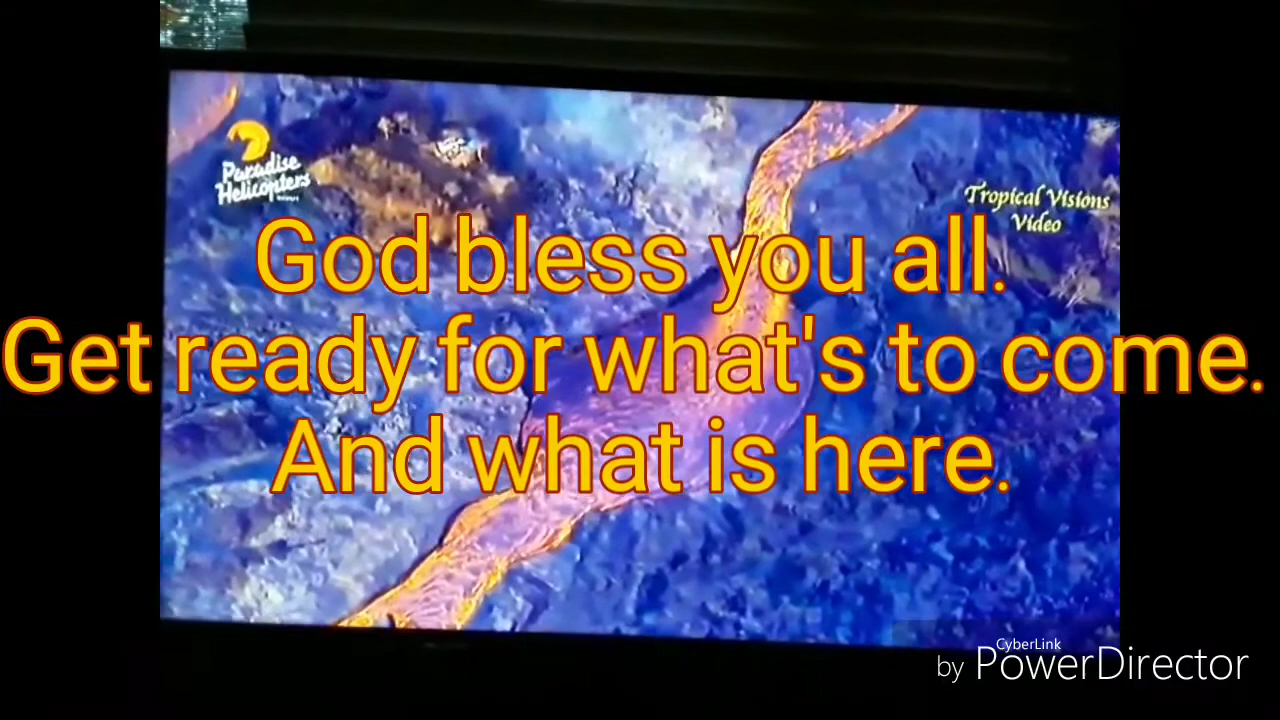 Paradise
Helicopters
Tropical Visions
Video
God bless you all.
Get ready for what's to come.
And what is here.
CyberLink
by PowerDirector